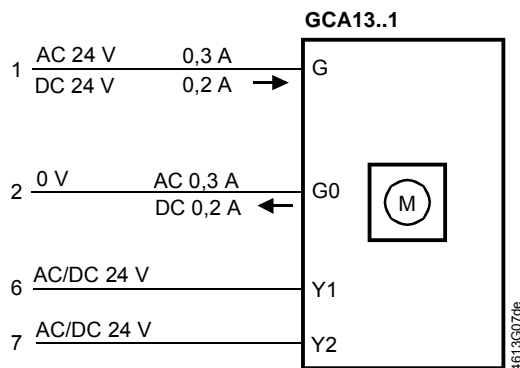 GCA13..1
AC 24 V 0,3 A
1 G
DC 24 V 0,2 A
0 V AC 0,3 A
2 G0
DC 0,2 A
M
AC/DC 24 V
6 Y1
AC/DC 24 V
7 Y2
4613G07de